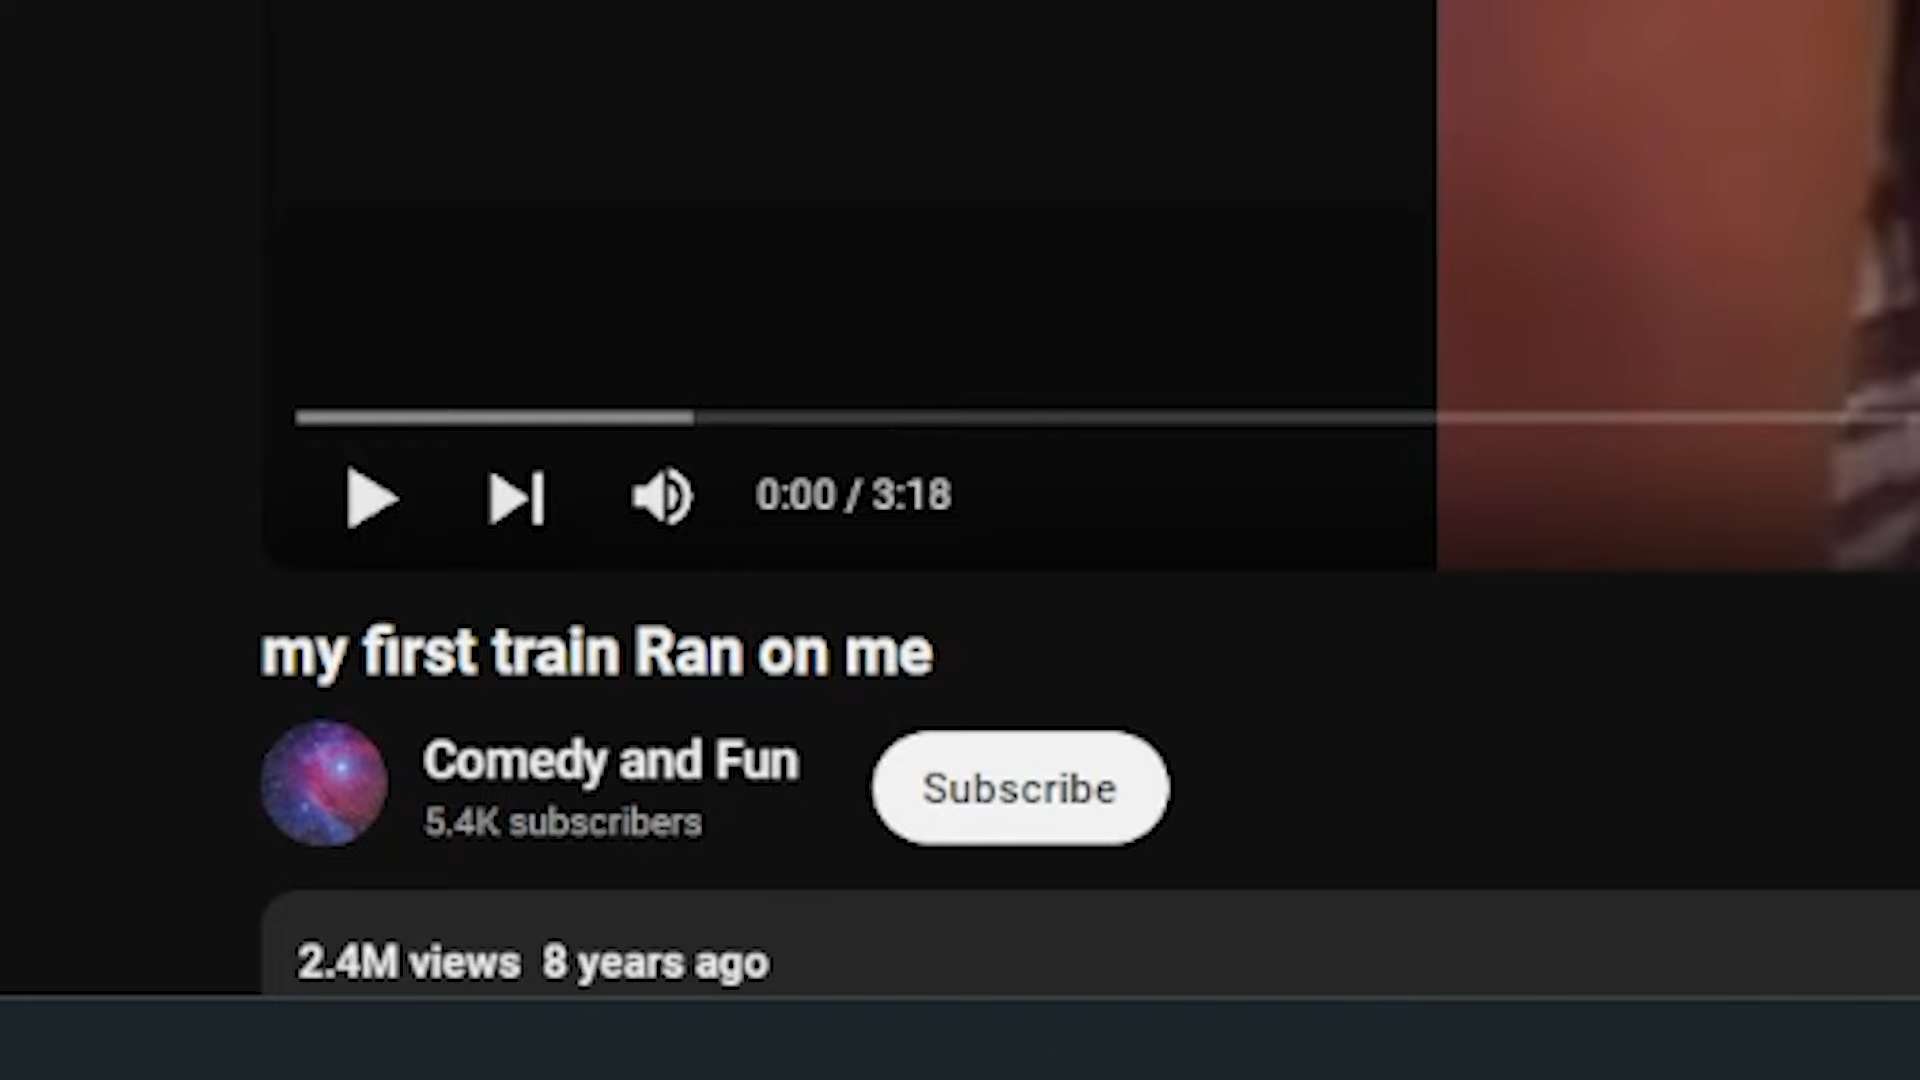 0:00 / 3:18
my first train Ran on me
Comedy and Fun
5.4K subscribers
Subscribe
2.4M views 8 years ago